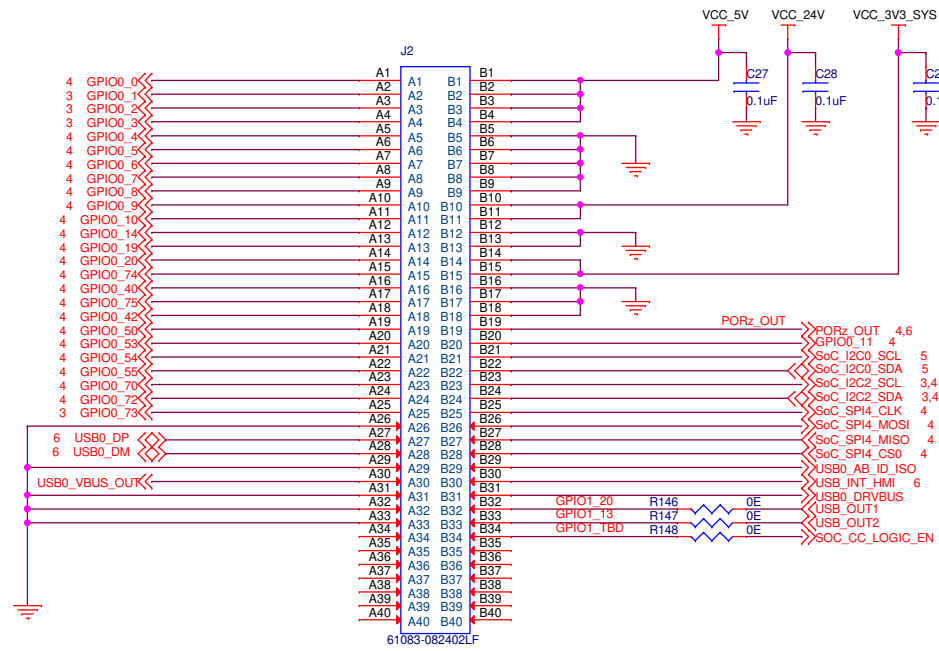 VCC_5V VCC_24V VCC_3V3_SYS
J2
C27 C28
0.1uF 0.1uF
4 GPIO0_0 A1 A1 B1 B1
3 GPIO0_1 A2 A2 B2 B2
3 GPIO0_2 A3 A3 B3 B3
3 GPIO0_3 A4 A4 B4 B4
4 GPIO0_4 A5 A5 B5 B5
4 GPIO0_5 A6 A6 B6 B6
4 GPIO0_6 A7 A7 B7 B7
4 GPIO0_7 A8 A8 B8 B8
4 GPIO0_8 A9 A9 B9 B9
4 GPIO0_9 A10 A10 B10 B10
4 GPIO0_10 A11 A11 B11 B11
4 GPIO0_14 A12 A12 B12 B12
4 GPIO0_19 A13 A13 B13 B13
4 GPIO0_20 A14 A14 B14 B14
4 GPIO0_74 A15 A15 B15 B15
4 GPIO0_40 A16 A16 B16 B16
4 GPIO0_75 A17 A17 B17 B17
4 GPIO0_42 A18 A18 B18 B18
4 GPIO0_50 A19 A19 B19 B19 PORz_OUT PORz_OUT 4,6
4 GPIO0_53 A20 A20 B20 B20 GPIO0_11 4
4 GPIO0_54 A21 A21 B21 B21 SoC_I2C0_SCL 5
4 GPIO0_55 A22 A22 B22 B22 SoC_I2C0_SDA 5
4 GPIO0_70 A23 A23 B23 B23 SoC_I2C2_SCL 3,4
4 GPIO0_72 A24 A24 B24 B24 SoC_I2C2_SDA 3,4
3 GPIO0_73 A25 A25 B25 B25 SoC_SPI4_CLK 4
A26 A26 B26 B26 SoC_SPI4_MOSI 4
6 USB0_DP A27 A27 B27 B27 SoC_SPI4_MISO 4
6 USB0_DM A28 A28 B28 B28 SoC_SPI4_CS0 4
A29 A29 B29 B29 USB0_AB_ID_ISO
USB0_VBUS_OUT A30 A30 B30 B30 USB_INT_HMI 6
A31 A31 B31 B31 USB0_DRVBUS
A32 A32 B32 B32 GPIO1_20 R146 0E USB_OUT1
A33 A33 B33 B33 GPIO1_13 R147 0E USB_OUT2
A34 A34 B34 B34 GPIO1_TBD R148 0E SOC_CC_LOGIC_EN
A35 A35 B35 B35
A36 A36 B36 B36
A37 A37 B37 B37
A38 A38 B38 B38
A39 A39 B39 B39
A40 A40 B40 B40
61083-082402LF